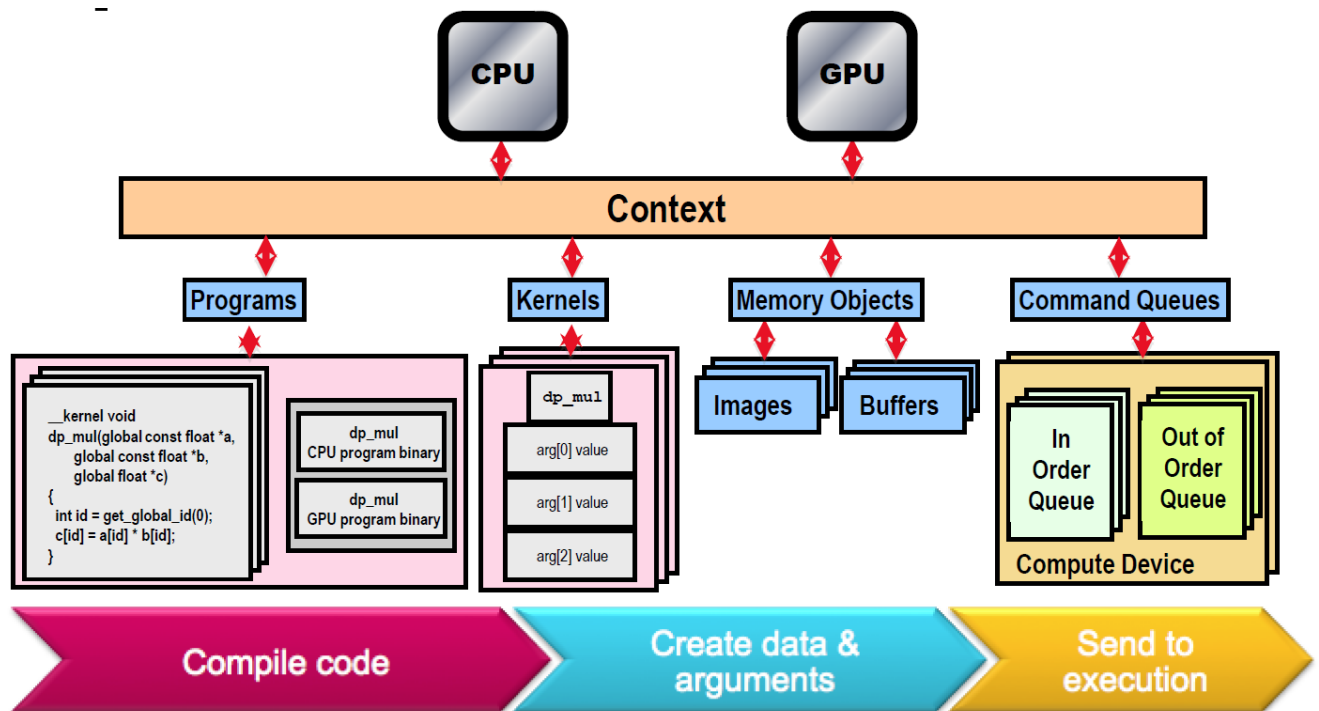 CPU
GPU
Context
Programs
Kernels
Memory Objects
Command Queues
__kernel void
dp_mul(global const float *a,
global const float *b,
global float *c)
{
int id = get_global_id(0);
c[id] = a[id] * b[id];
}
dp_mul
CPU program binary
dp_mul
GPU program binary
dp_mul
arg[0] value
arg[1] value
arg[2] value
Images
Buffers
In
Order
Queue
Out of
Order
Queue
Compute Device
Compile code
Create data &
arguments
Send to
execution